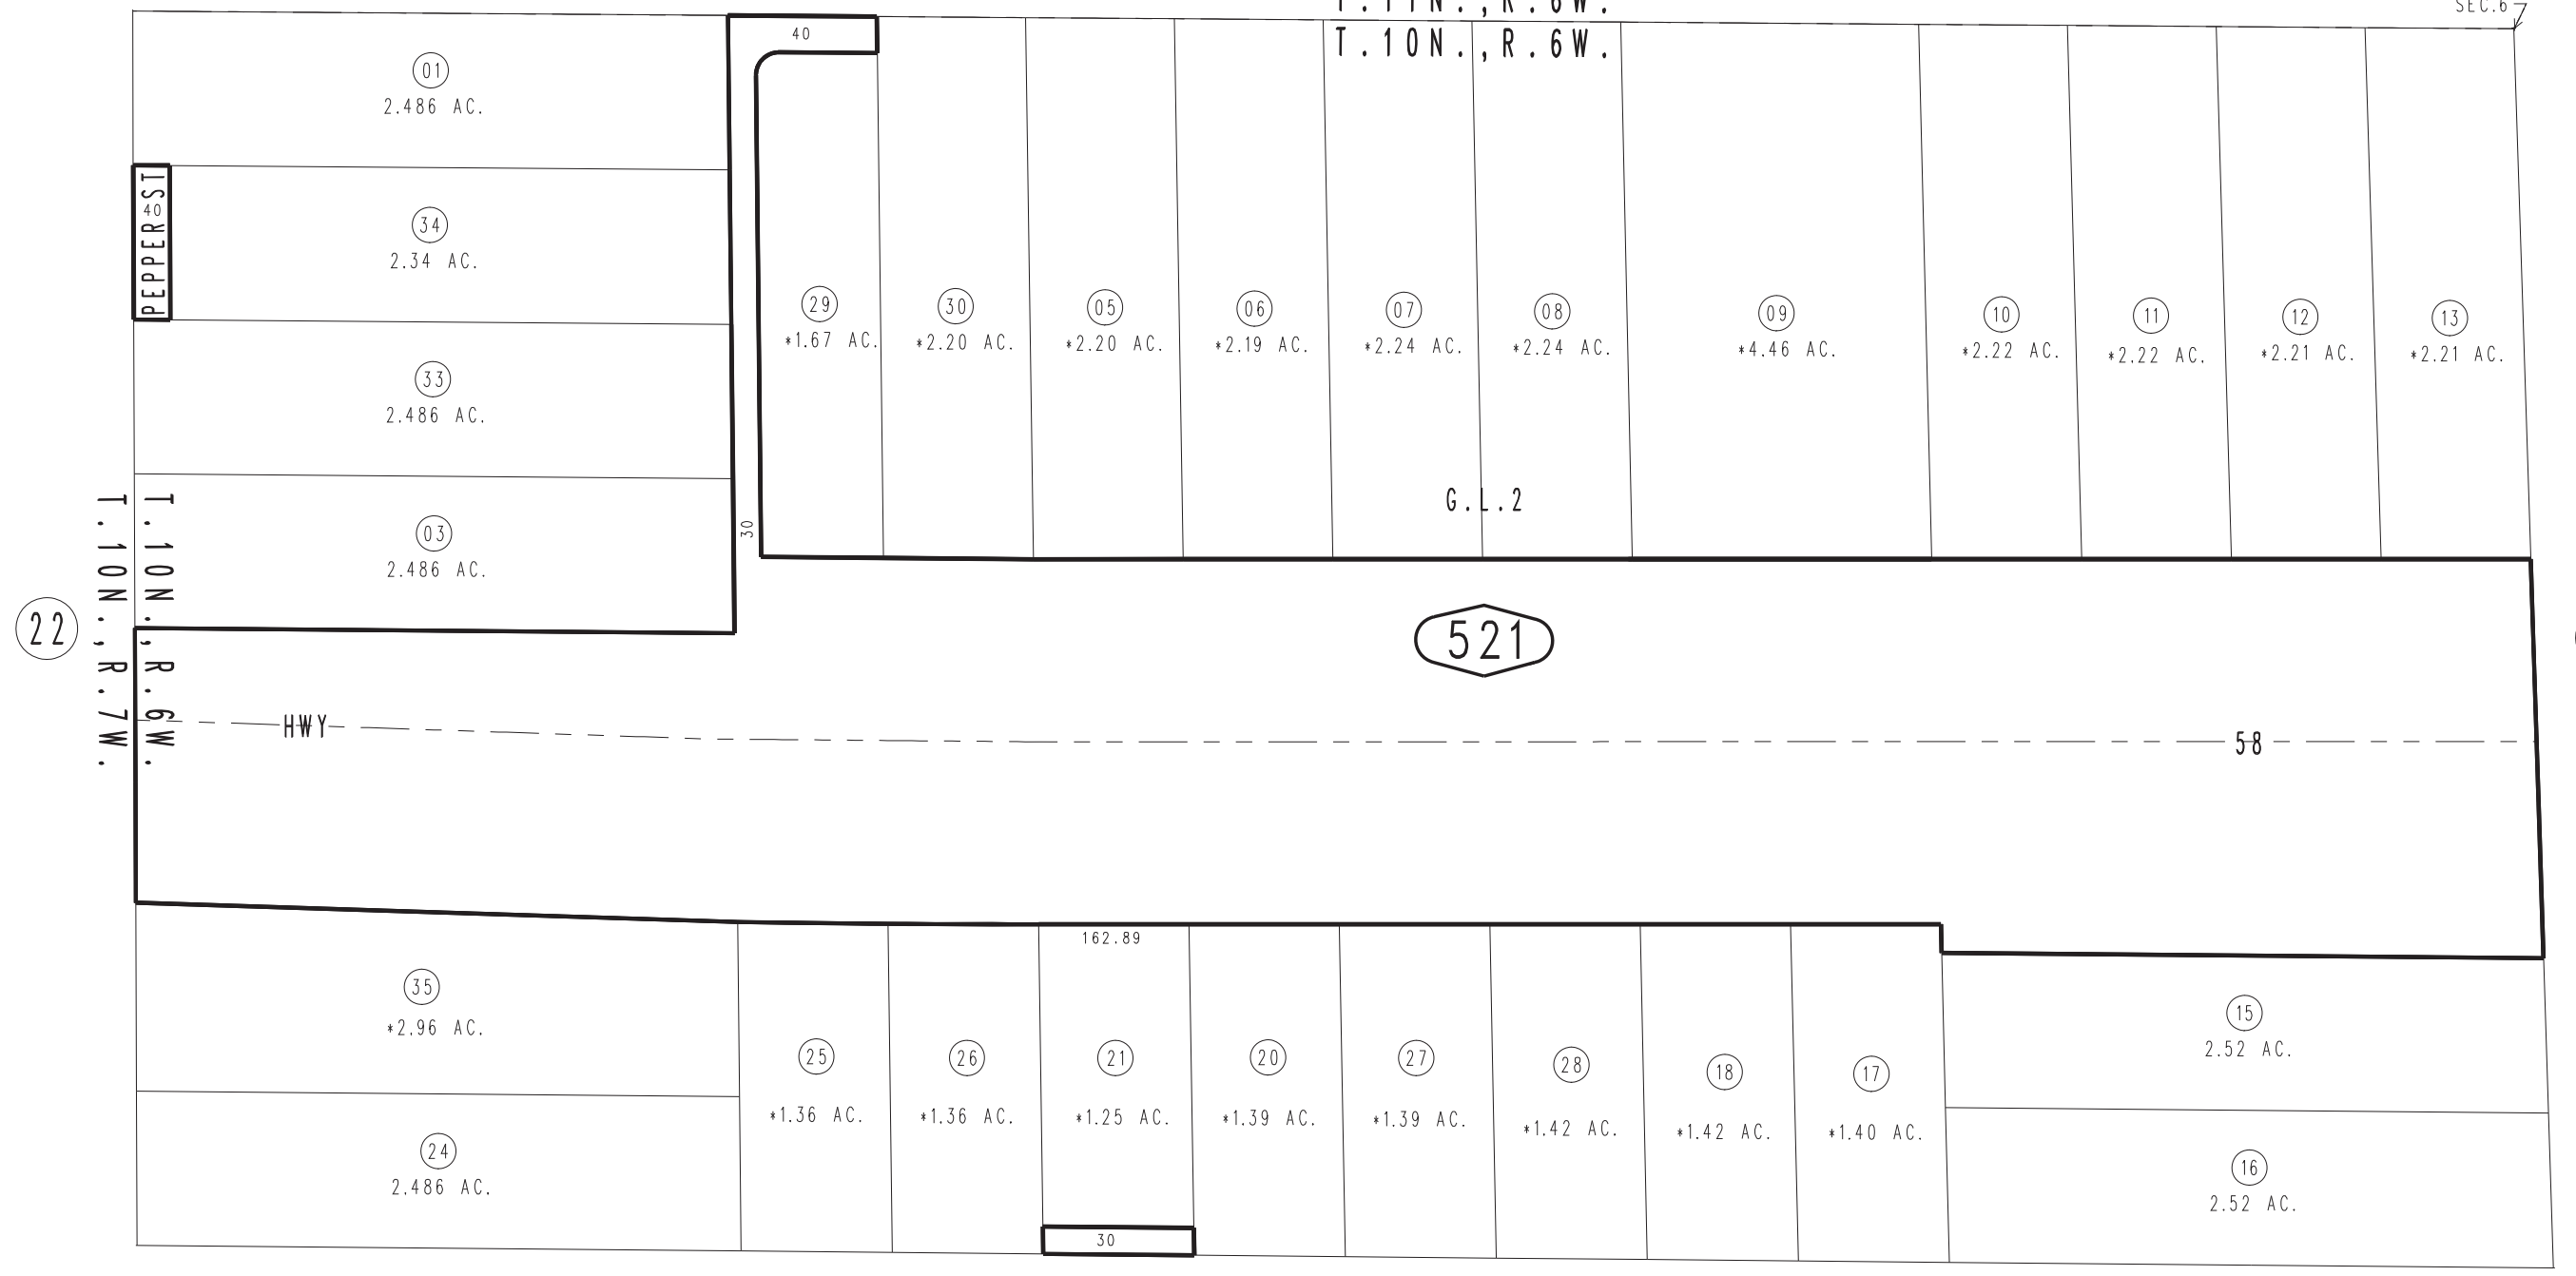 T.11N.,R.6W.
T.10N.,R.6W.
SEC.6
01
2.486 AC.
40
PEPPER ST
40
34
2.34 AC.
33
2.486 AC.
03
2.486 AC.
30
29
*1.67 AC.
30
*2.20 AC.
05
*2.20 AC.
06
*2.19 AC.
07
*2.24 AC.
08
*2.24 AC.
09
*4.46 AC.
10
*2.22 AC.
11
*2.22 AC.
12
*2.21 AC.
13
*2.21 AC.
G.L.2
22
T.10N.,R.7W.
T.10N.,R.6W.
521
HWY
58
162.89
35
*2.96 AC.
24
2.486 AC.
25
*1.36 AC.
26
*1.36 AC.
21
*1.25 AC.
30
20
*1.39 AC.
27
*1.39 AC.
28
*1.42 AC.
18
*1.42 AC.
17
*1.40 AC.
15
2.52 AC.
16
2.52 AC.